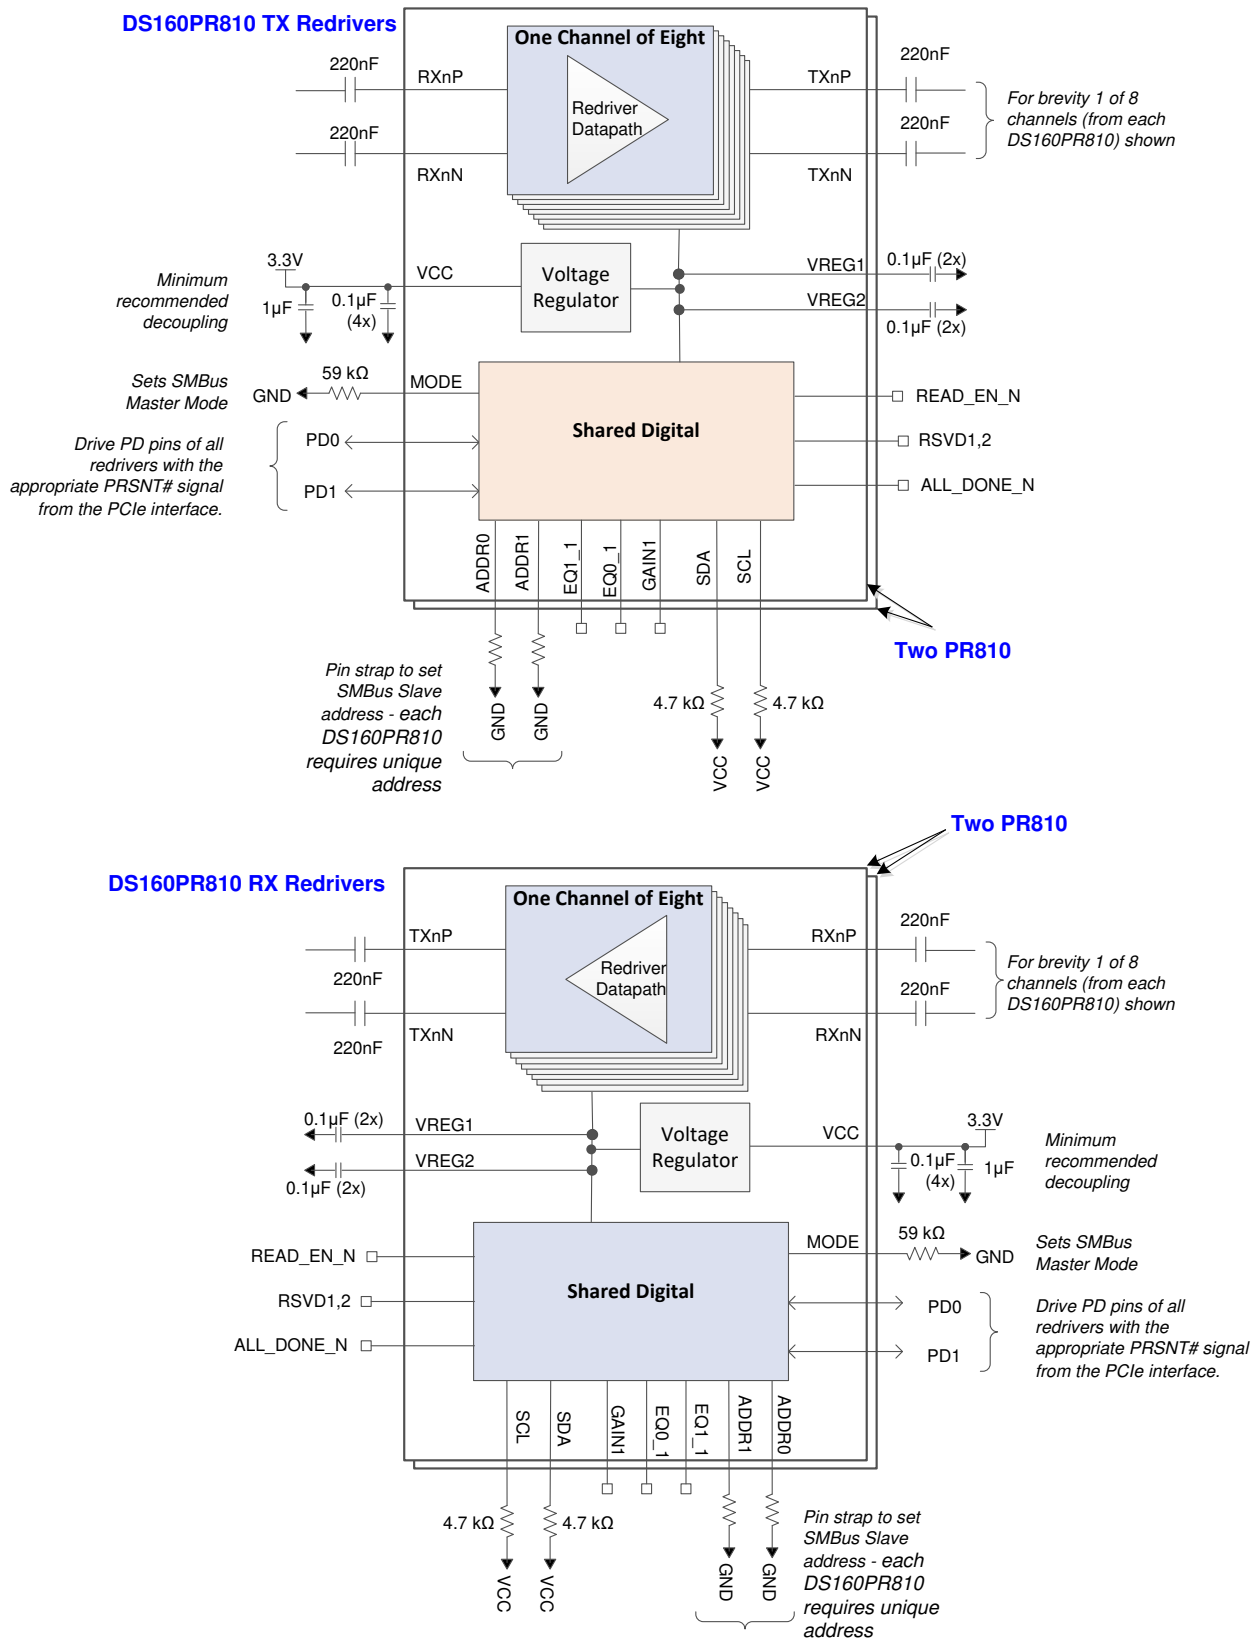 DS160PR810 TX Redrivers
One Channel of Eight
220nF
RXnP
TXnP
220nF
Redriver
Datapath
For brevity 1 of 8
channels (from each
DS160PR810) shown
220nF
220nF
RXnN
TXnN
Minimum
recommended
decoupling
3.3V
VCC
1µF
0.1µF
(4x)
Voltage
Regulator
VREG1
0.1µF (2x)
VREG2
0.1µF (2x)
Sets SMBus
Master Mode
GND
59 kΩ
MODE
Shared Digital
READ_EN_N
Drive PD pins of all
redrivers with the
appropriate PRSNT# signal
from the PCIe interface.
PD0
PD1
RSVD1,2
ALL_DONE_N
ADDR0
ADDR1
EQ1_1
EQ0_1
GAIN1
SDA
SCL
Two PR810
Pin strap to set
SMBus Slave
address - each
DS160PR810
requires unique
address
GND
GND
4.7 kΩ
4.7 kΩ
VCC
VCC
Two PR810
DS160PR810 RX Redrivers
One Channel of Eight
TXnP
RXnP
220nF
220nF
Redriver
Datapath
For brevity 1 of 8
channels (from each
DS160PR810) shown
220nF
TXnN
RXnN
220nF
0.1µF (2x)
VREG1
VREG2
0.1µF (2x)
Voltage
Regulator
VCC
3.3V
0.1µF
(4x)
1µF
Minimum
recommended
decoupling
READ_EN_N
RSVD1,2
ALL_DONE_N
Shared Digital
MODE
59 kΩ
GND
Sets SMBus
Master Mode
PD0
PD1
Drive PD pins of all
redrivers with the
appropriate PRSNT# signal
from the PCIe interface.
SCL
SDA
GAIN1
EQ0_1
EQ1_1
ADDR1
ADDR0
4.7 kΩ
4.7 kΩ
VCC
VCC
GND
GND
Pin strap to set
SMBus Slave
address - each
DS160PR810
requires unique
address